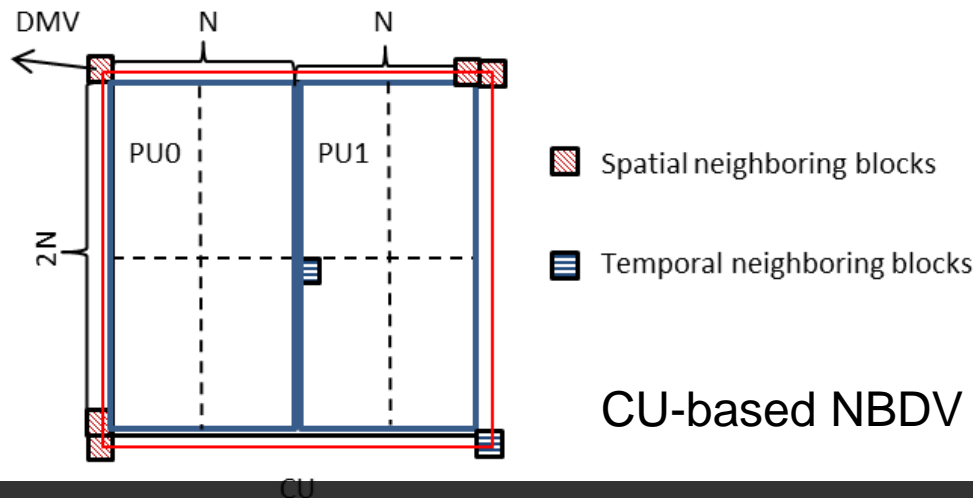 DMV N N
PU0 PU1
2N
Spatial neighboring blocks
Temporal neighboring blocks
CU-based NBDV
CU